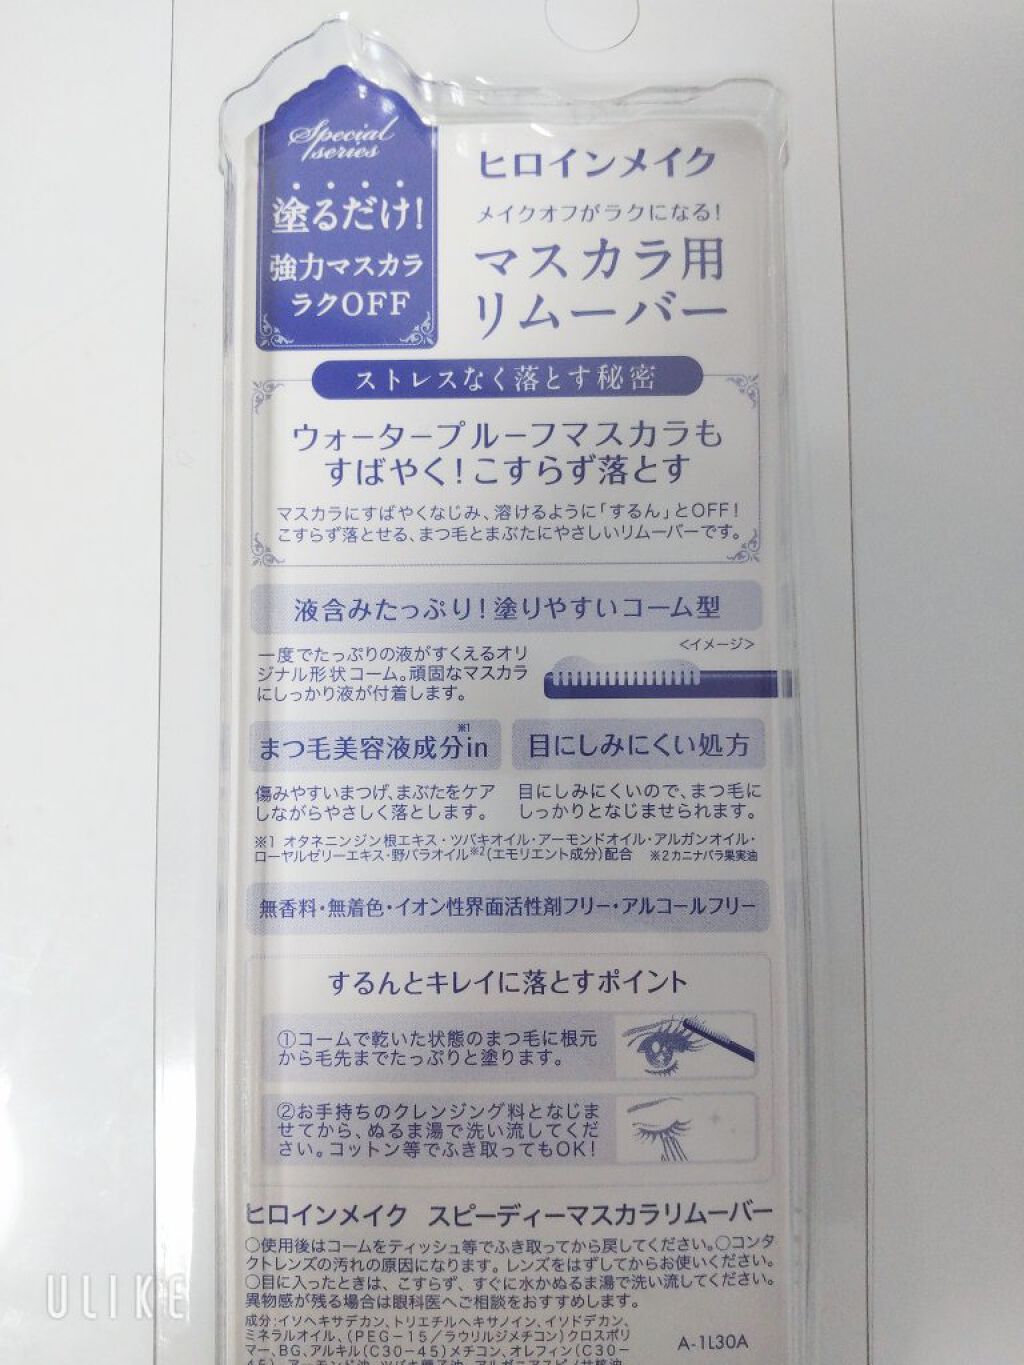 Special
series
塗るだけ!
強力マスカラ
ラクOFF
ヒロインメイク
メイクオフがラクになる!
マスカラ用
リムーバー
ストレスなく落とす秘密
ウォータープルーフマスカラも
すばやく!こすらず落とす
マスカラにすばやくなじみ、溶けるように「するん」とOFF!
こすらず落とせる、まつ毛とまぶたにやさしいリムーバーです。
液含みたっぷり!塗りやすいコーム型
一度でたっぷりの液がすくえるオリ
ジナル形状コーム。頑固なマスカラ
にしっかり液が付着します。
<イメージ>
まつ毛美容液成分※1in
傷みやすいまつげ、まぶたをケア
しながらやさしく落とします。
目にしみにくい処方
目にしみにくいので、まつ毛に
しっかりとなじませられます。
※1 オタネニンジン根エキス・ツバキオイル・アーモンドオイル・アルガンオイル・
ローヤルゼリーエキス・野バラオイル※2(エモリエント成分)配合 ※2カニナバラ果実油
無香料・無着色・イオン性界面活性剤フリー・アルコールフリー
するんとキレイに落とすポイント
①コームで乾いた状態のまつ毛に根元
から毛先までたっぷりと塗ります。
②お手持ちのクレンジング料となじま
せてから、ぬるま湯で洗い流してくだ
さい。コットン等でふき取ってもOK!
ヒロインメイク スピーディーマスカラリムーバー
○使用後はコームをティッシュ等でふき取ってから戻してください。○コンタ
クトレンズの汚れの原因になります。レンズをはずしてからお使いください。
○目に入ったときは、こすらず、すぐに水かぬるま湯で洗い流してください。
異物感が残る場合は眼科医へご相談をおすすめします。
成分:イソヘキサデカン、トリエチルヘキサノイン、イソドデカン、
ミネラルオイル、(PEG-15/ラウリルジメチコン)クロスポリ
マー、BG、アルキル(C30-45)メチコン、オレフィン(C30-
A-1L30A
ULIKE